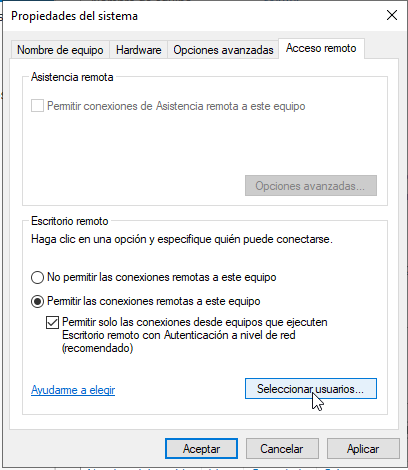 Propiedades del sistema
Nombre de equipo Hardware Opciones avanzadas Acceso remoto
Asistencia remota
Permitir conexiones de Asistencia remota a este equipo
Opciones avanzadas...
Escritorio remoto
Haga clic en una opción y especifique quién puede conectarse.
No permitir las conexiones remotas a este equipo
Permitir las conexiones remotas a este equipo
Permitir solo las conexiones desde equipos que ejecuten
Escritorio remoto con Autenticación a nivel de red
(recomendado)
Ayudarme a elegir
Seleccionar usuarios...
Aceptar Cancelar Aplicar